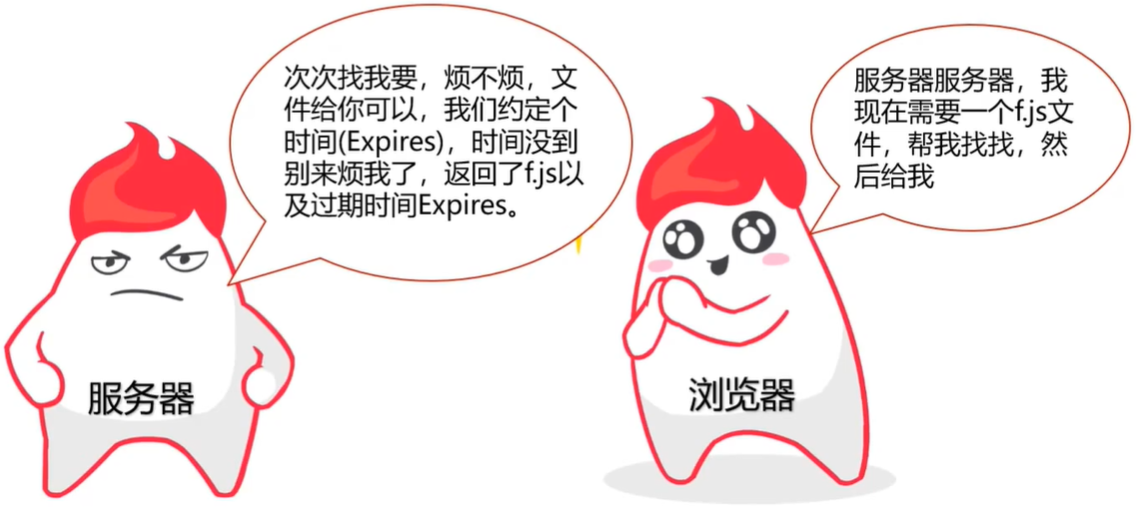 次次找我要，烦不烦，文
件给你可以，我们约定个
时间(Expires)，时间没到
别来烦我了，返回了f.js以
及过期时间Expires。
服务器
服务器服务器，我
现在需要一个f.js文
件，帮我找找，然
后给我
浏览器